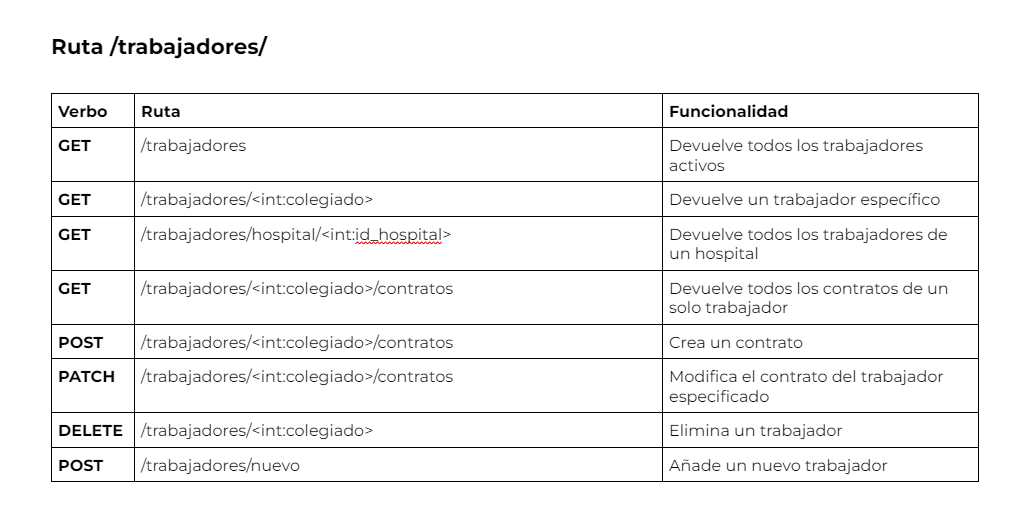 Ruta /trabajadores/
Verbo Ruta Funcionalidad
GET /trabajadores Devuelve todos los trabajadores
activos
GET /trabajadores/<int:colegiado> Devuelve un trabajador específico
GET /trabajadores/hospital/<int:id_hospital> Devuelve todos los trabajadores de
un hospital
GET /trabajadores/<int:colegiado>/contratos Devuelve todos los contratos de un
solo trabajador
POST /trabajadores/<int:colegiado>/contratos Crea un contrato
PATCH /trabajadores/<int:colegiado>/contratos Modifica el contrato del trabajador
especificado
DELETE /trabajadores/<int:colegiado> Elimina un trabajador
POST /trabajadores/nuevo Añade un nuevo trabajador